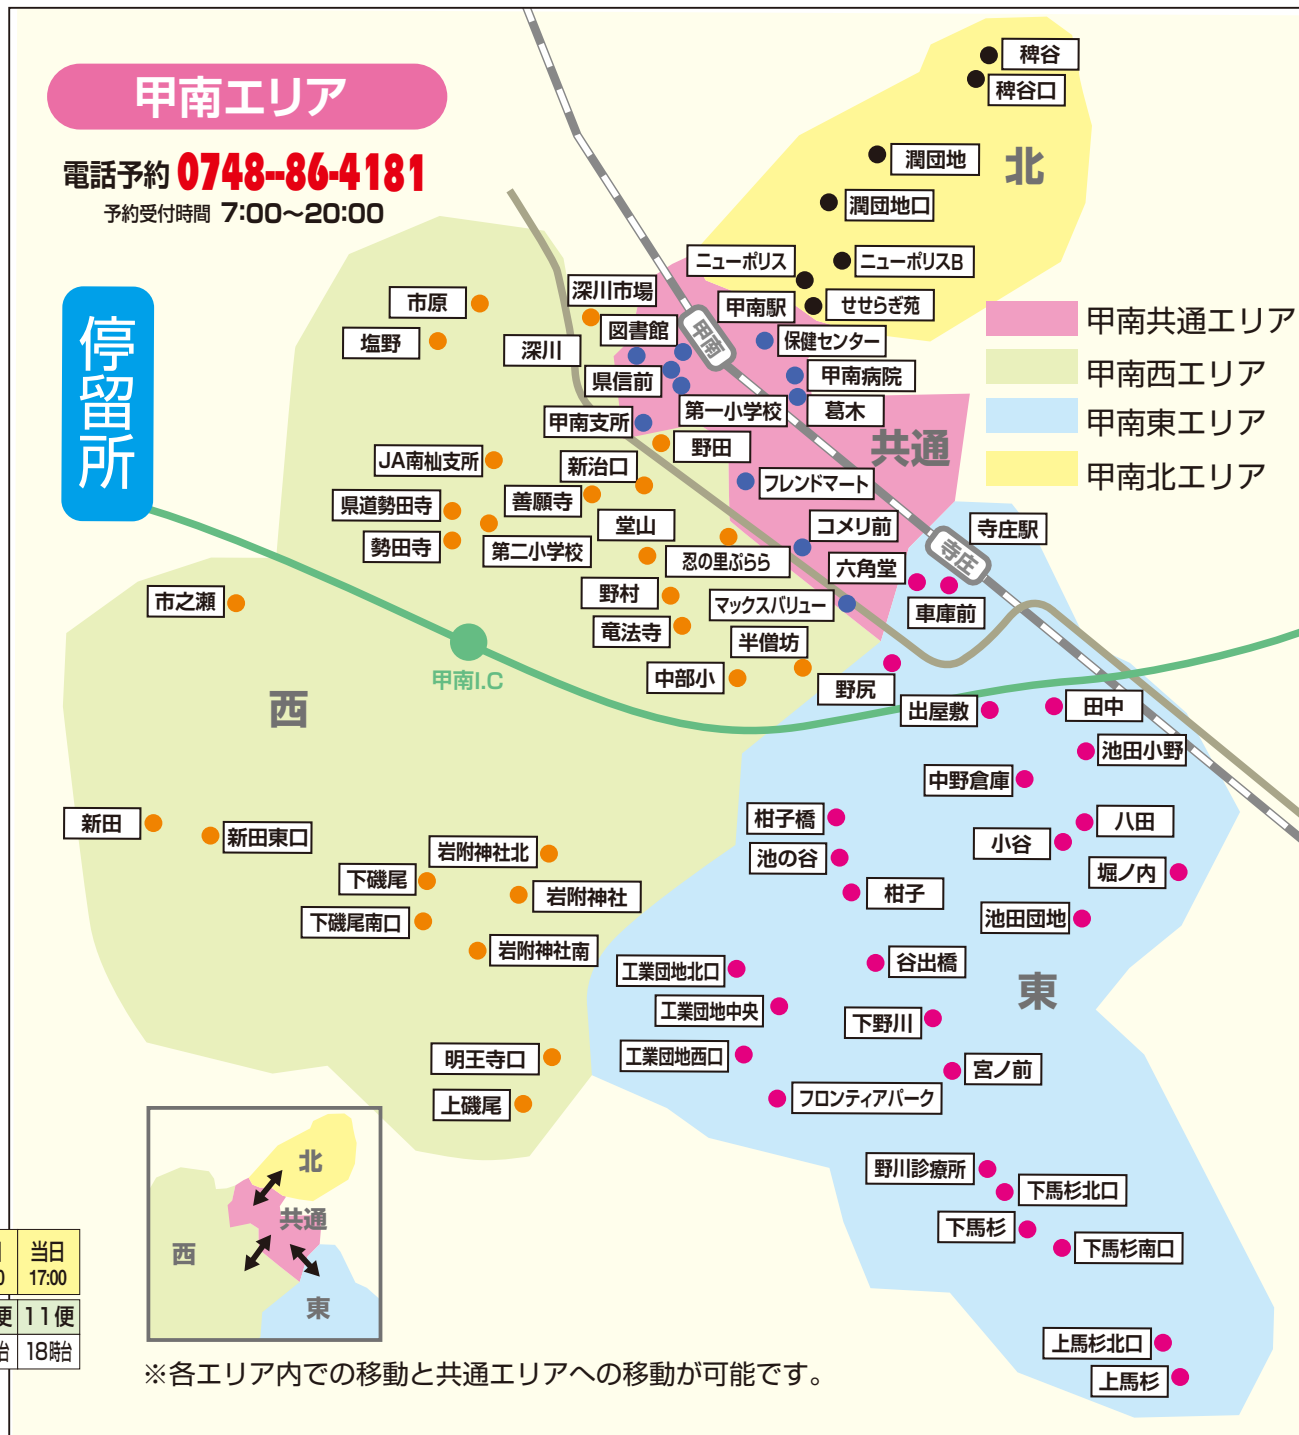 甲南エリア
電話予約 0748--86-4181
予約受付時間 7:00～20:00
停留所
稗谷
稗谷口
潤団地
北
潤団地口
ニューポリス
ニューポリスB
甲南駅
せせらぎ苑
甲南共通エリア
甲南西エリア
甲南東エリア
甲南北エリア
市原
深川市場
塩野
図書館
深川
甲南
保健センター
県信前
甲南病院
第一小学校
葛木
甲南支所
野田
共通
JA南杣支所
新治口
フレンドマート
県道勢田寺
善願寺
堂山
コメリ前
寺庄駅
勢田寺
第二小学校
忍の里ぷらら
六角堂
寺庄
市之瀬
野村
マックスバリュー
車庫前
竜法寺
半僧坊
甲南I.C
中部小
野尻
西
出屋敷
田中
池田小野
中野倉庫
新田
新田東口
柑子橋
八田
岩附神社北
池の谷
小谷
下磯尾
岩附神社
柑子
堀ノ内
下磯尾南口
池田団地
岩附神社南
工業団地北口
谷出橋
東
工業団地中央
下野川
明王寺口
工業団地西口
宮ノ前
上磯尾
フロンティアパーク
野川診療所
下馬杉北口
下馬杉
下馬杉南口
上馬杉北口
上馬杉
北
共通
西
東
当日
17:00
便 11便
18時台
※各エリア内での移動と共通エリアへの移動が可能です。